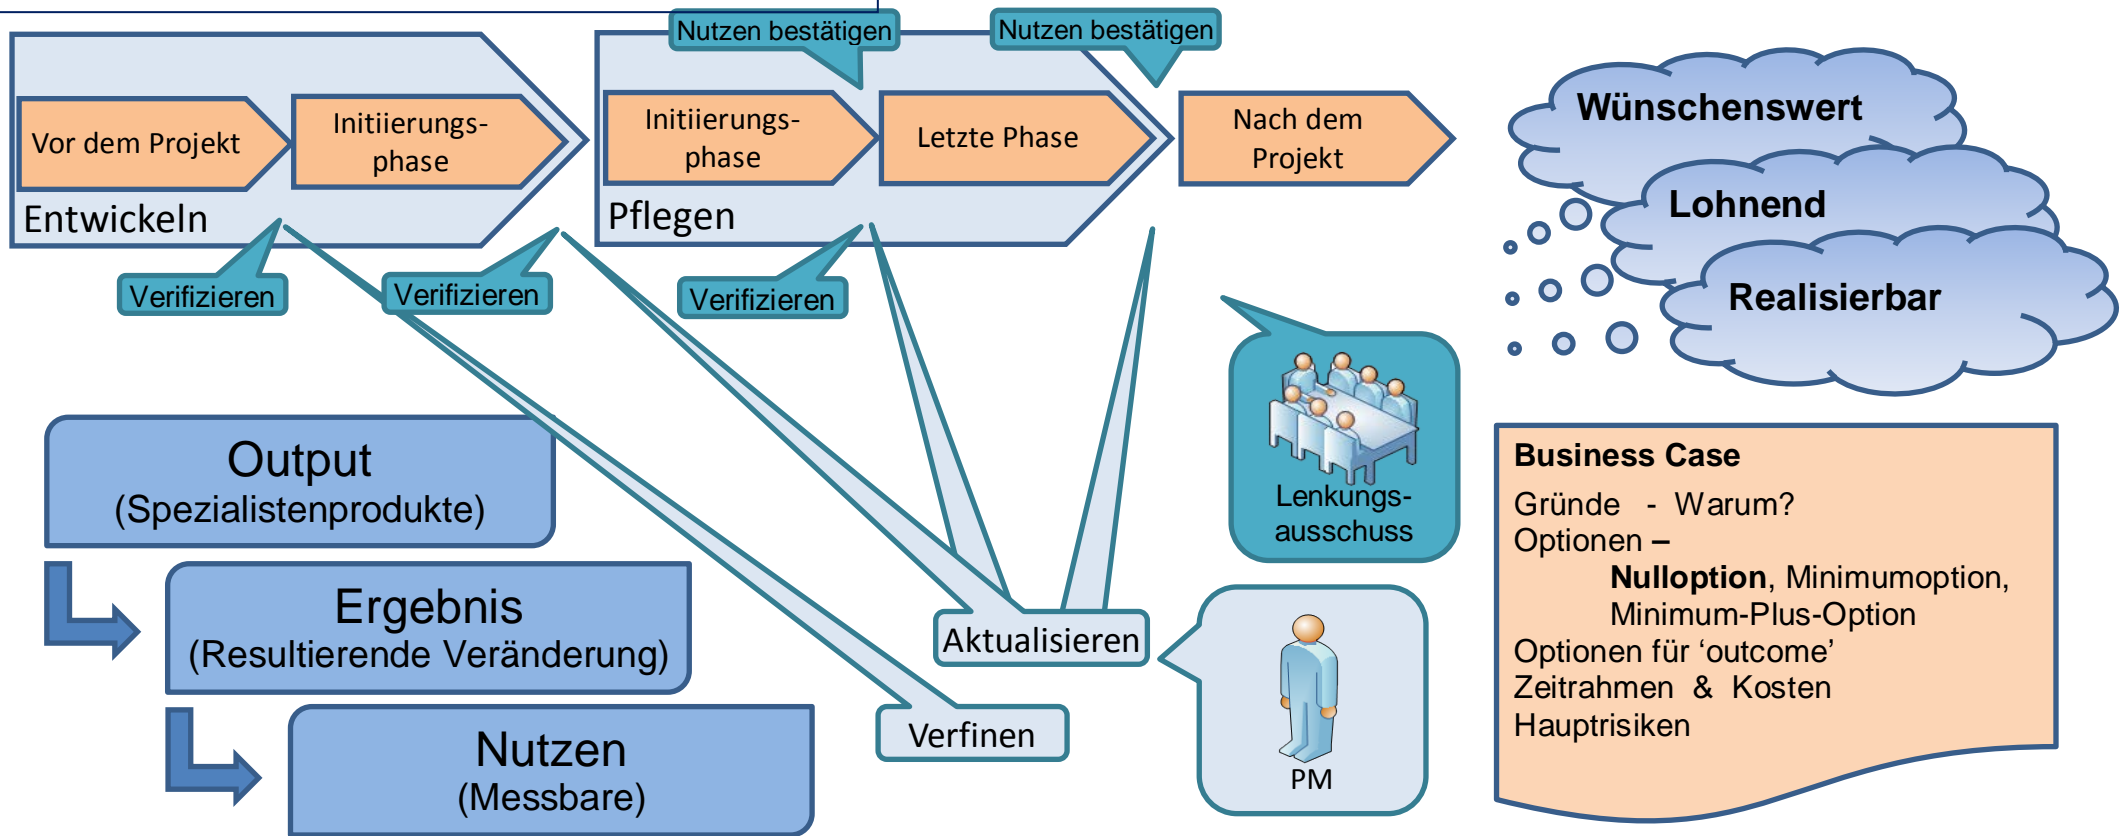 Nutzen bestätigen
Nutzen bestätigen
Vor dem Projekt
Initiierungs-
phase
Initiierungs-
phase
Letzte Phase
Nach dem
Projekt
Entwickeln
Pflegen
Verifizieren
Verifizieren
Verifizieren
Wünschenswert
Lohnend
Realisierbar
Output
(Spezialistenprodukte)
Ergebnis
(Resultierende Veränderung)
Nutzen
(Messbare)
Aktualisieren
Verfinen
Lenkungs-
ausschuss
PM
Business Case
Gründe - Warum?
Optionen –
Nulloption, Minimumoption,
Minimum-Plus-Option
Optionen für ‘outcome’
Zeitrahmen & Kosten
Hauptrisiken